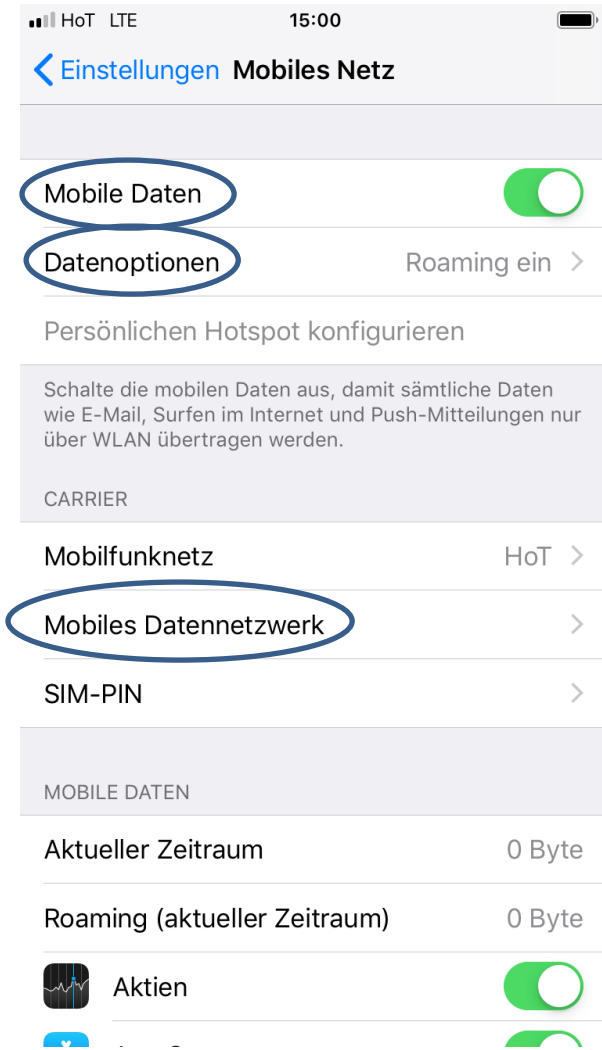 HoT LTE 15:00
Einstellungen Mobiles Netz
Mobile Daten
Datenoptionen Roaming ein
Persönlichen Hotspot konfigurieren
Schalte die mobilen Daten aus, damit sämtliche Daten
wie E-Mail, Surfen im Internet und Push-Mitteilungen nur
über WLAN übertragen werden.
CARRIER
Mobilfunknetz HoT
Mobiles Datennetzwerk
SIM-PIN
MOBILE DATEN
Aktueller Zeitraum 0 Byte
Roaming (aktueller Zeitraum) 0 Byte
Aktien